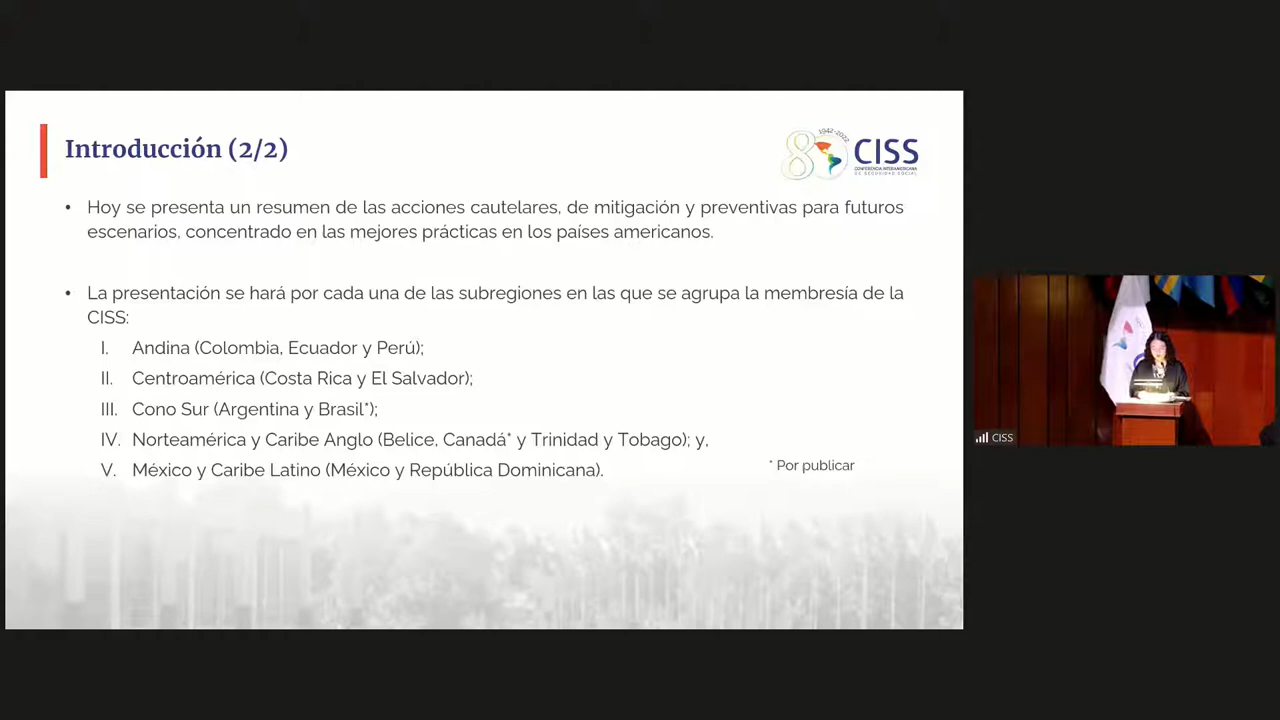 Introducción (2/2)
1942-2022
80
CISS
CONFERENCIA INTERAMERICANA
DE SEGURIDAD SOCIAL
• Hoy se presenta un resumen de las acciones cautelares, de mitigación y preventivas para futuros
escenarios, concentrado en las mejores prácticas en los países americanos.
• La presentación se hará por cada una de las subregiones en las que se agrupa la membresía de la
CISS:
I. Andina (Colombia, Ecuador y Perú);
II. Centroamérica (Costa Rica y El Salvador);
III. Cono Sur (Argentina y Brasil*);
IV. Norteamérica y Caribe Anglo (Belice, Canadá* y Trinidad y Tobago); y,
V. México y Caribe Latino (México y República Dominicana).
* Por publicar
CISS